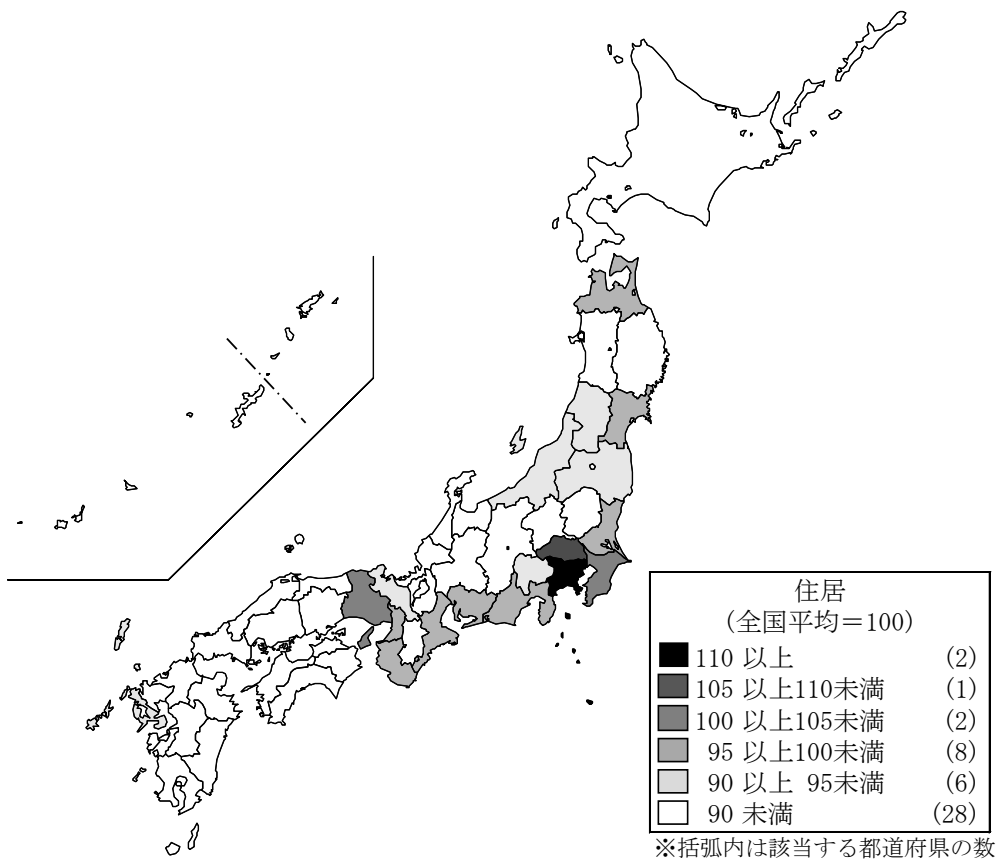 住居
(全国平均＝100)
110 以上 (2)
105 以上110未満 (1)
100 以上105未満 (2)
95 以上100未満 (8)
90 以上 95未満 (6)
90 未満 (28)
※括弧内は該当する都道府県の数